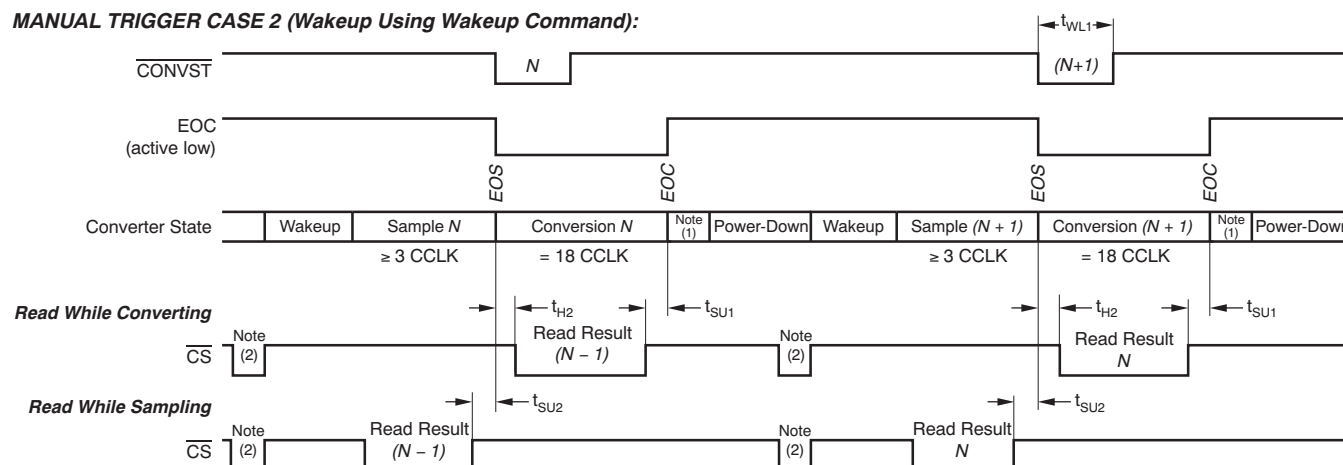 MANUAL TRIGGER CASE 2 (Wakeup Using Wakeup Command):
tWL1
CONVST N (N+1)
EOC
(active low)
EOS EOC EOS EOC
Converter State Wakeup Sample N Conversion N Note (1) Power-Down Wakeup Sample (N + 1) Conversion (N + 1) Note (1) Power-Down
≥ 3 CCLK = 18 CCLK ≥ 3 CCLK = 18 CCLK
Read While Converting tH2 tSU1 tH2 tSU1
CS Note (2) Read Result (N − 1) Note (2) Read Result N
Read While Sampling tSU2 tSU2
CS Note (2) Read Result (N − 1) Note (2) Read Result N